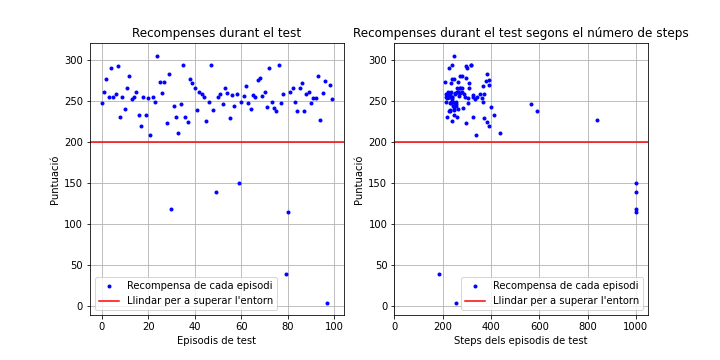 Recompenses durant el test
Recompenses durant el test segons el número de steps
Puntuació
300
250
200
150
100
50
0
Recompensa de cada episodi
Llindar per a superar l'entorn
0
20
40
60
80
100
Episodis de test
Puntuació
300
250
200
150
100
50
0
Recompensa de cada episodi
Llindar per a superar l'entorn
0
200
400
600
800
1000
Steps dels episodis de test